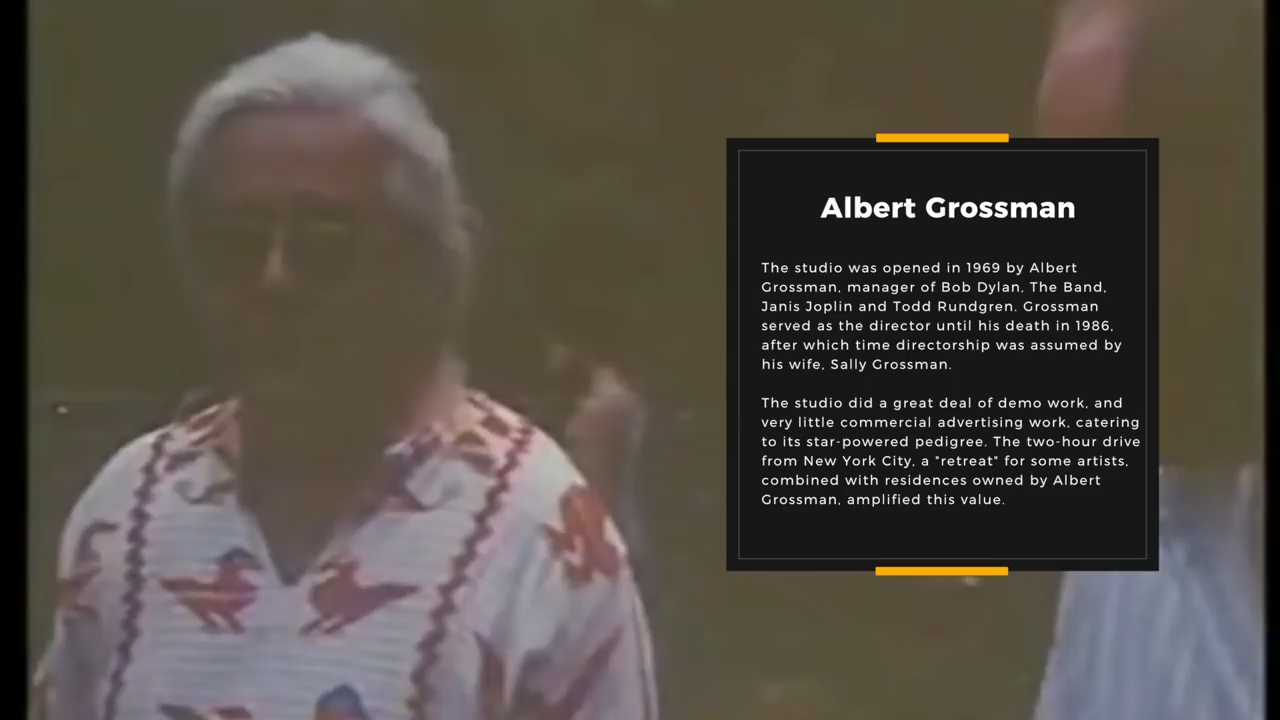 Albert Grossman
The studio was opened in 1969 by Albert
Grossman, manager of Bob Dylan, The Band,
Janis Joplin and Todd Rundgren. Grossman
served as the director until his death in 1986,
after which time directorship was assumed by
his wife, Sally Grossman.
The studio did a great deal of demo work, and
very little commercial advertising work, catering
to its star-powered pedigree. The two-hour drive
from New York City, a "retreat" for some artists,
combined with residences owned by Albert
Grossman, amplified this value.